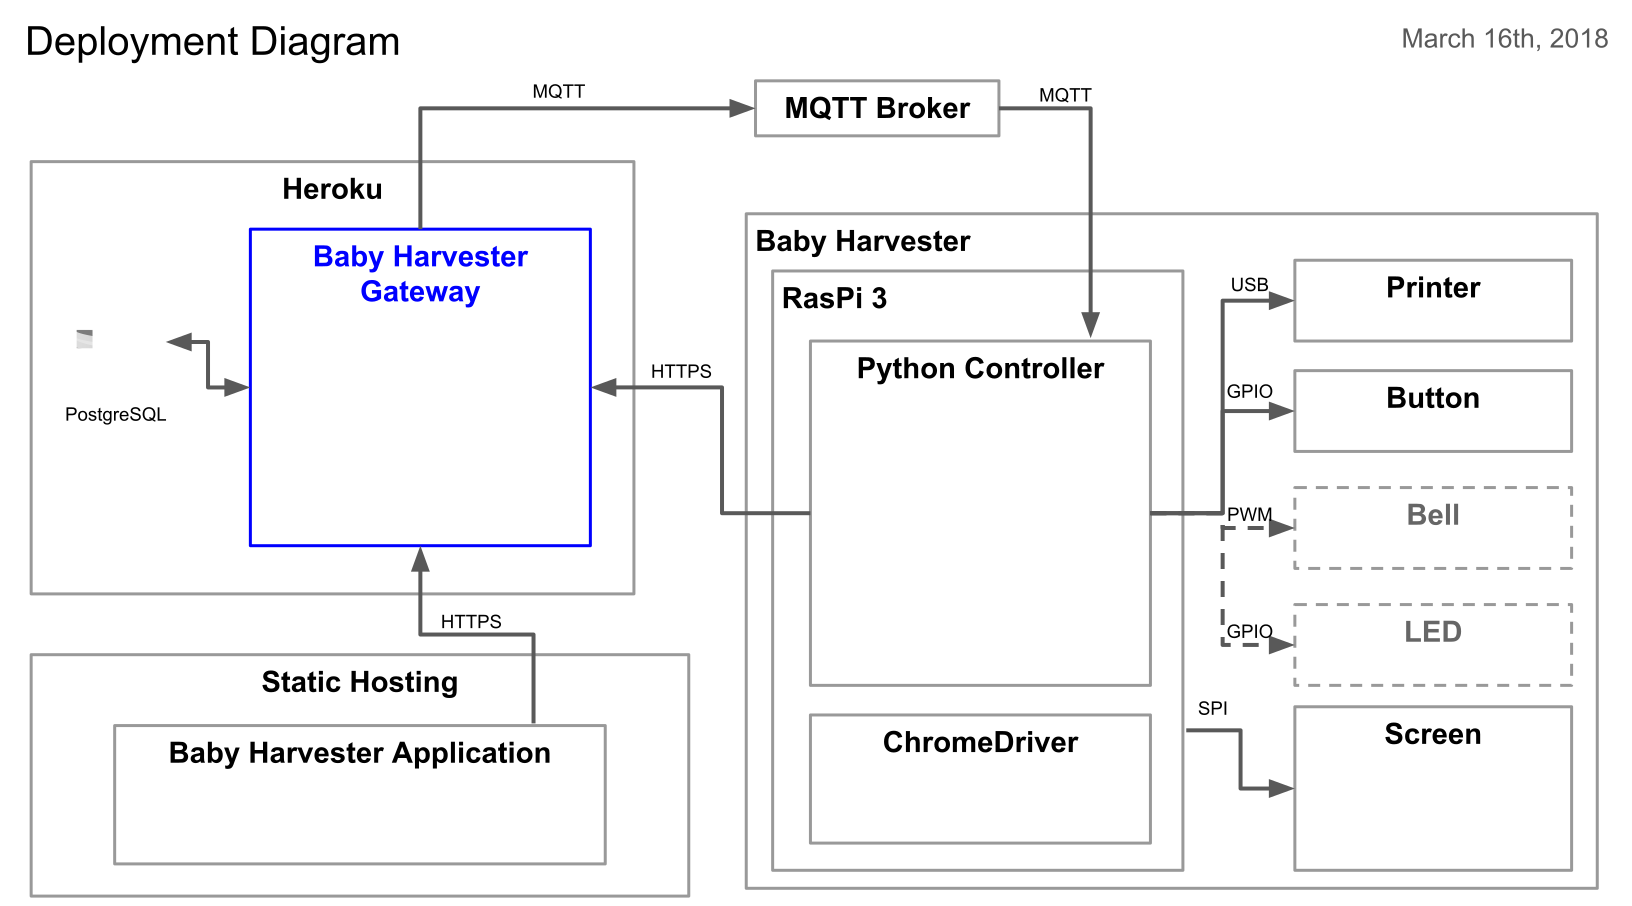 Deployment Diagram
March 16th, 2018
MQTT
MQTT Broker
MQTT
Heroku
Baby Harvester
Gateway
PostgreSQL
HTTPS
HTTPS
Static Hosting
Baby Harvester Application
Baby Harvester
RasPi 3
Python Controller
ChromeDriver
USB
Printer
GPIO
Button
PWM
Bell
GPIO
LED
SPI
Screen